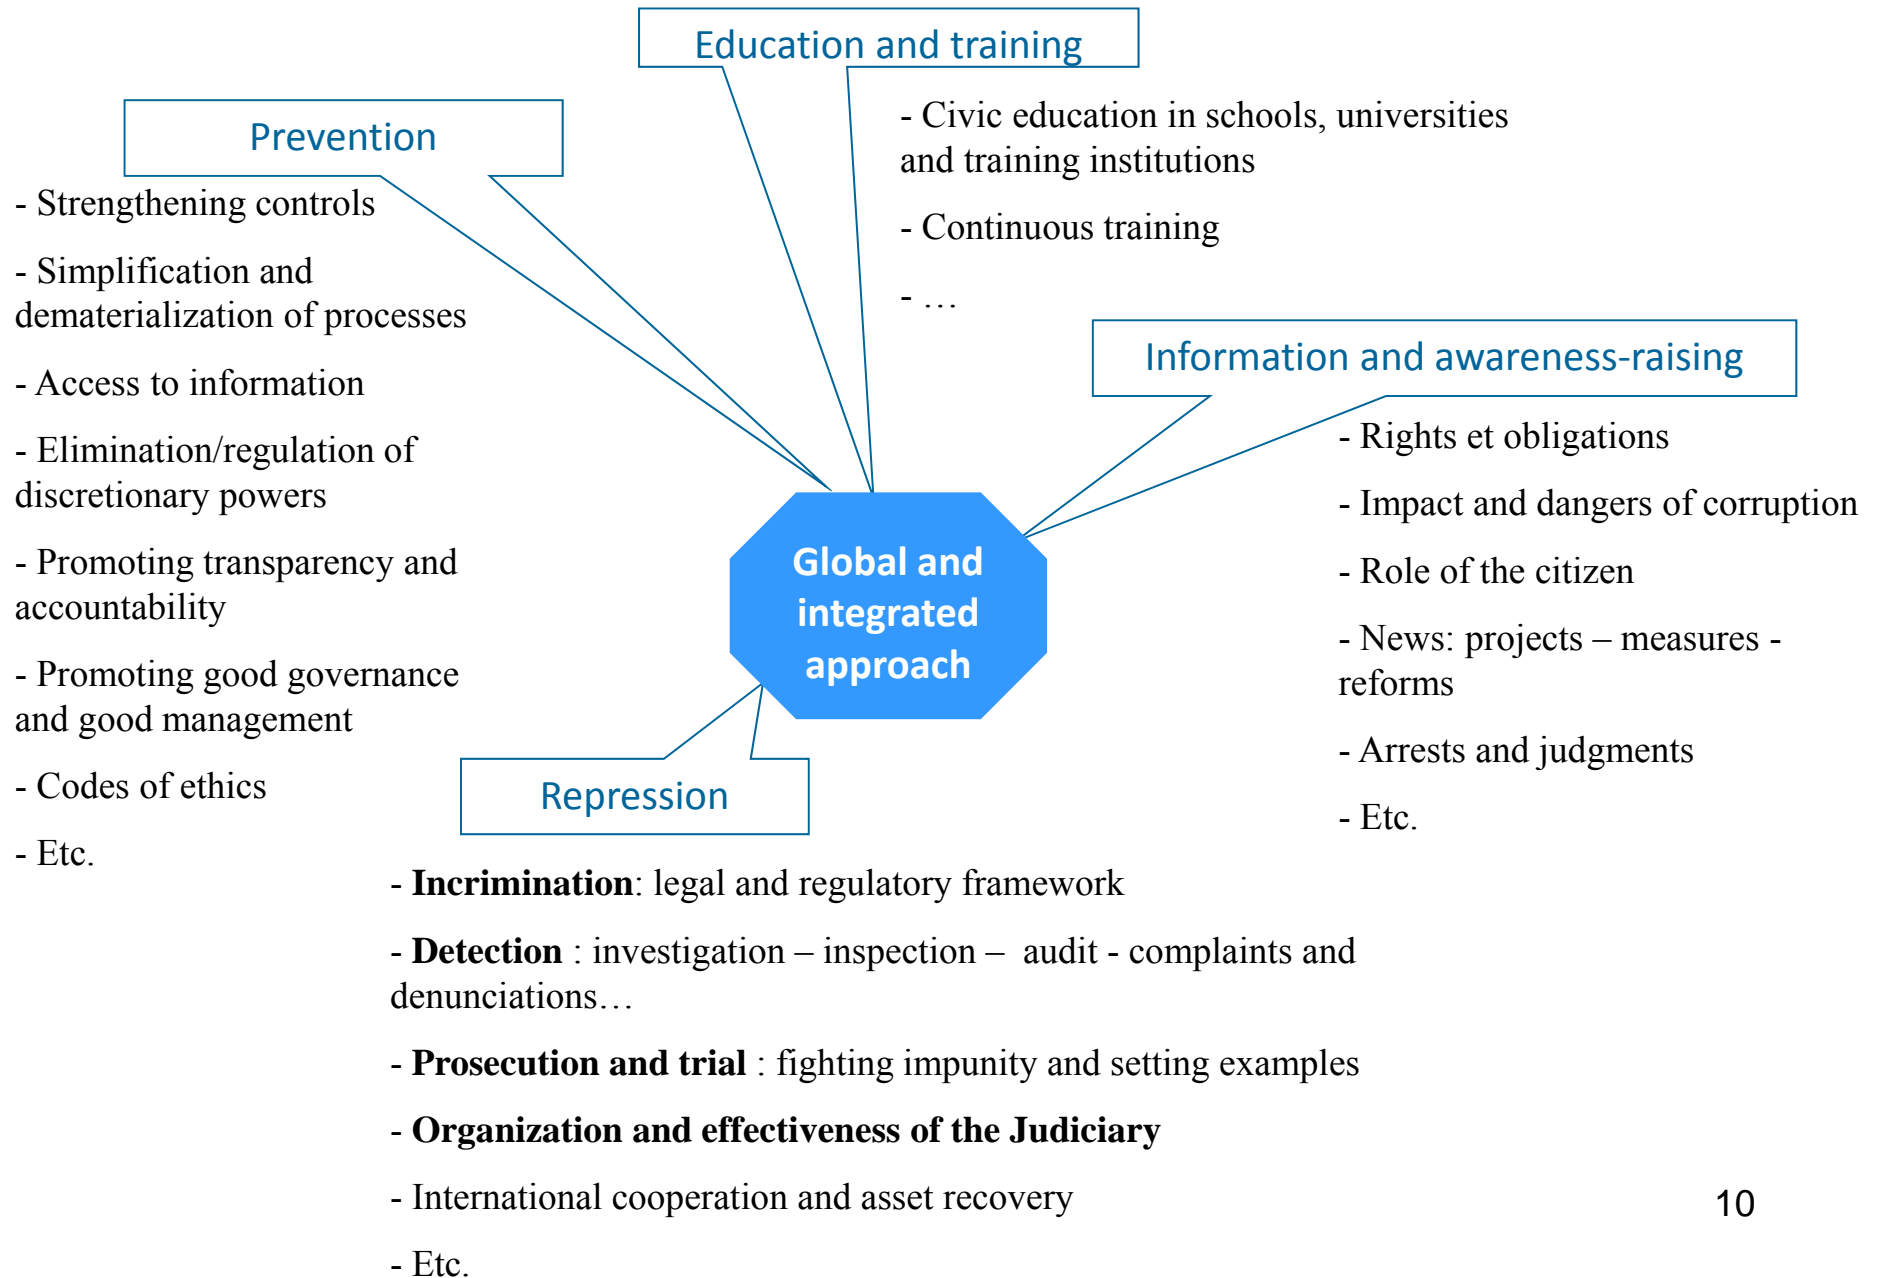 Education and training
- Civic education in schools, universities
and training institutions
- Continuous training
- …
Prevention
- Strengthening controls
- Simplification and
dematerialization of processes
- Access to information
- Elimination/regulation of
discretionary powers
- Promoting transparency and
accountability
- Promoting good governance
and good management
- Codes of ethics
- Etc.
Information and awareness-raising
- Rights et obligations
- Impact and dangers of corruption
- Role of the citizen
- News: projects – measures -
reforms
- Arrests and judgments
- Etc.
Global and
integrated
approach
Repression
- Incrimination: legal and regulatory framework
- Detection : investigation – inspection –  audit - complaints and
denunciations…
- Prosecution and trial : fighting impunity and setting examples
- Organization and effectiveness of the Judiciary
- International cooperation and asset recovery
- Etc.
10